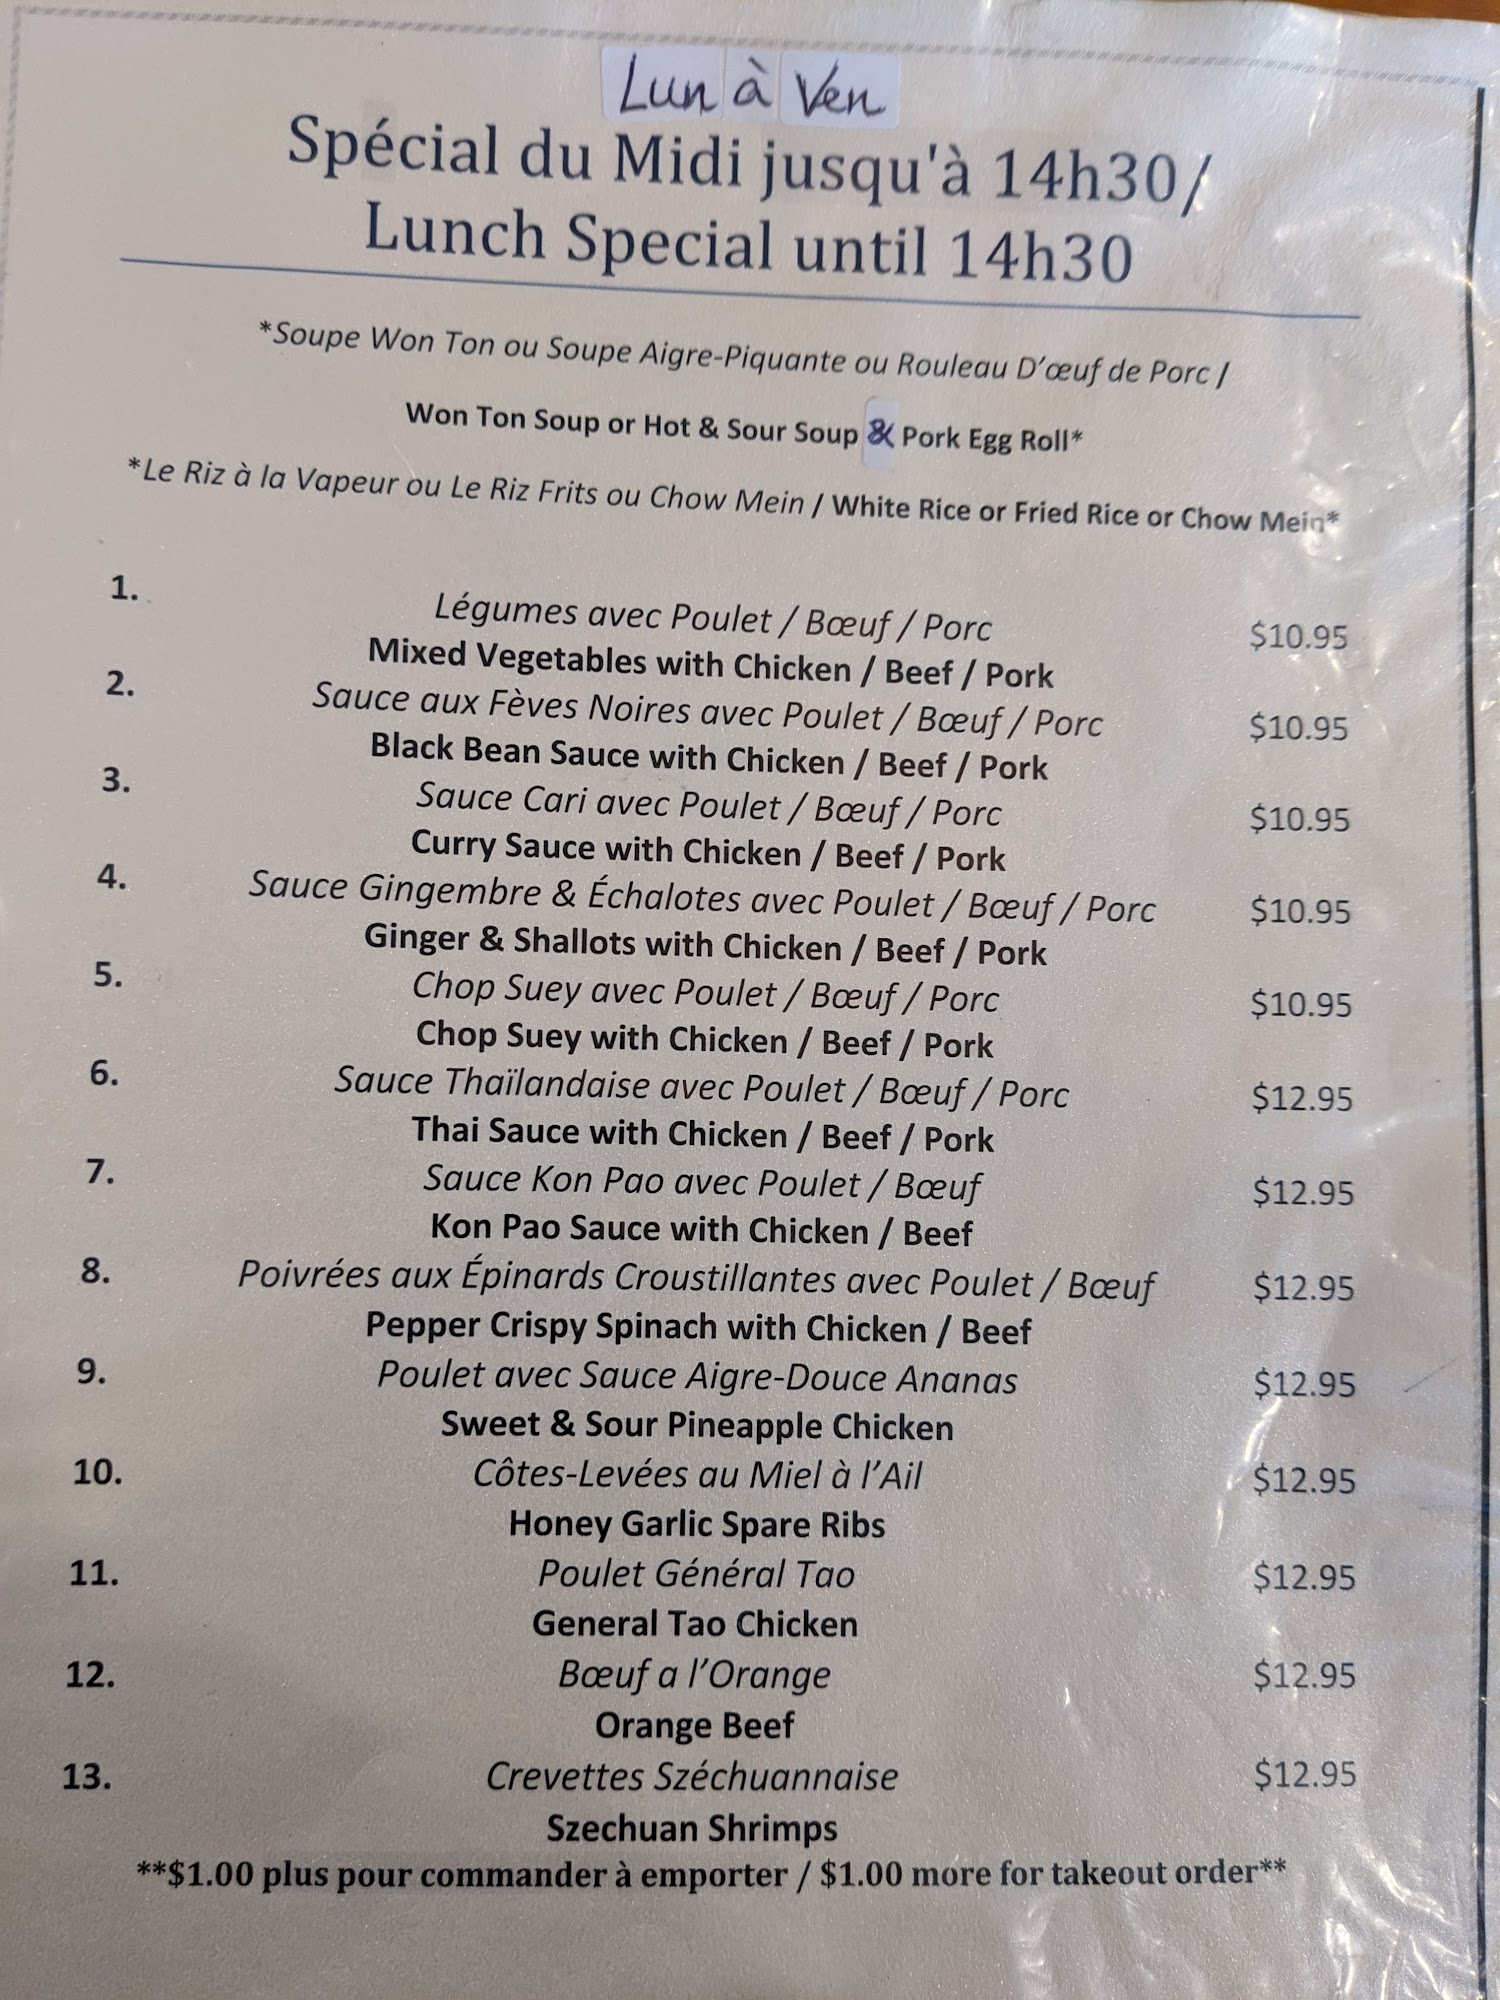 Lun à Ven
Spécial du Midi jusqu'à 14h30/
Lunch Special until 14h30
*Soupe Won Ton ou Soupe Aigre-Piquante ou Rouleau D'œuf de Porc /
Won Ton Soup or Hot & Sour Soup & Pork Egg Roll*
*Le Riz à la Vapeur ou Le Riz Frits ou Chow Mein / White Rice or Fried Rice or Chow Mein*
1. Légumes avec Poulet / Bœuf / Porc $10.95
Mixed Vegetables with Chicken / Beef / Pork
2. Sauce aux Fèves Noires avec Poulet / Bœuf / Porc $10.95
Black Bean Sauce with Chicken / Beef / Pork
3. Sauce Cari avec Poulet / Bœuf / Porc $10.95
Curry Sauce with Chicken / Beef / Pork
4. Sauce Gingembre & Échalotes avec Poulet / Bœuf / Porc $10.95
Ginger & Shallots with Chicken / Beef / Pork
5. Chop Suey avec Poulet / Bœuf / Porc $10.95
Chop Suey with Chicken / Beef / Pork
6. Sauce Thaïlandaise avec Poulet / Bœuf / Porc $12.95
Thai Sauce with Chicken / Beef / Pork
7. Sauce Kon Pao avec Poulet / Bœuf $12.95
Kon Pao Sauce with Chicken / Beef
8. Poivrées aux Épinards Croustillantes avec Poulet / Bœuf $12.95
Pepper Crispy Spinach with Chicken / Beef
9. Poulet avec Sauce Aigre-Douce Ananas $12.95
Sweet & Sour Pineapple Chicken
10. Côtes-Levées au Miel à l'Ail $12.95
Honey Garlic Spare Ribs
11. Poulet Général Tao $12.95
General Tao Chicken
12. Bœuf a l'Orange $12.95
Orange Beef
13. Crevettes Széchuannaise $12.95
Szechuan Shrimps
**$1.00 plus pour commander à emporter / $1.00 more for takeout order**